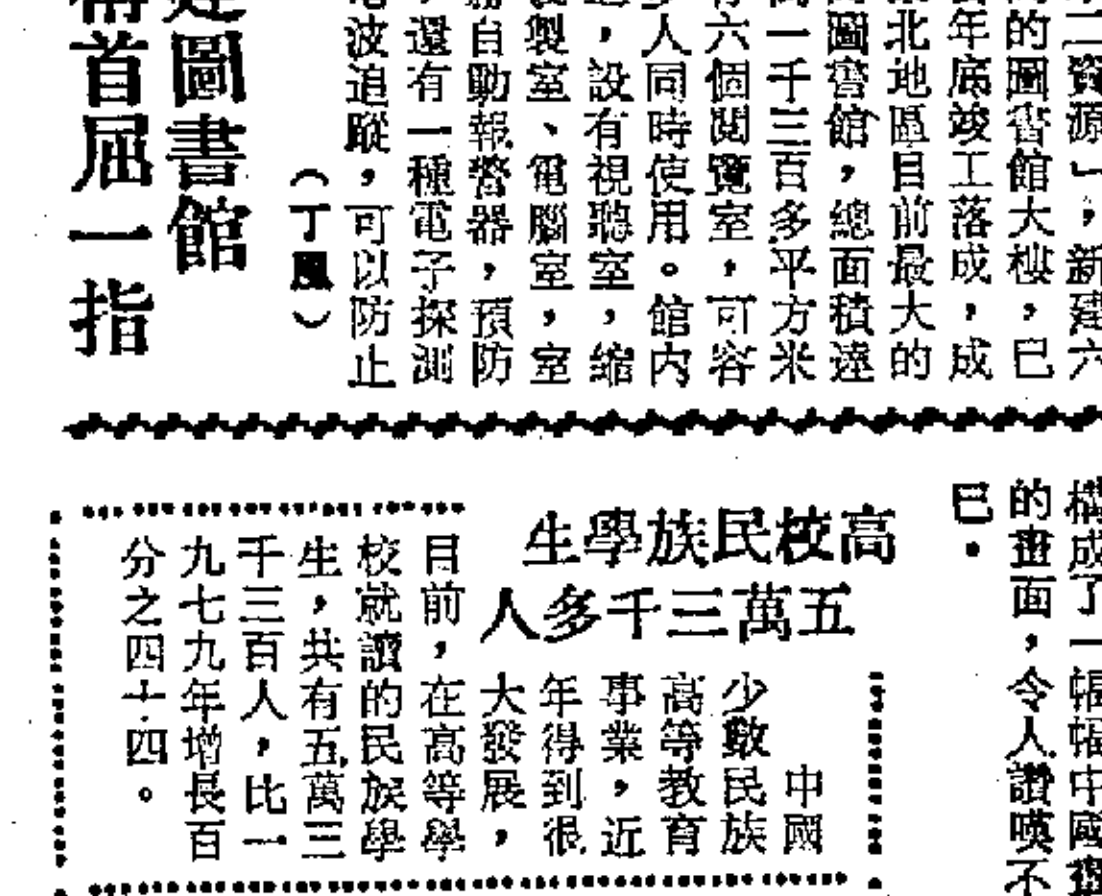 資源」，新建六
的圖書館大樓，已
年底竣工落成，成
北地區目前最大的
圖書館，總面積達
一千三百多平方米
六個閱覽室，可容
人同時使用。館內
，設有視聽室，縮
製室、電腦室，室
自動報警器，預防
還有一種電子探測
波追蹤，可以防止
（丁風）
圖書館
首屈一指
構成了一幅幅中國
的畫面，令人讚嘆不
已．
高校民族學生
五萬三千多人
中國
少數民族
高等教育
事業，近
年得到很
大發展，
目前，在高等學
校就讀的民族學
生，共有五萬三
千三百人，比一
九七九年增長百
分之四十四。